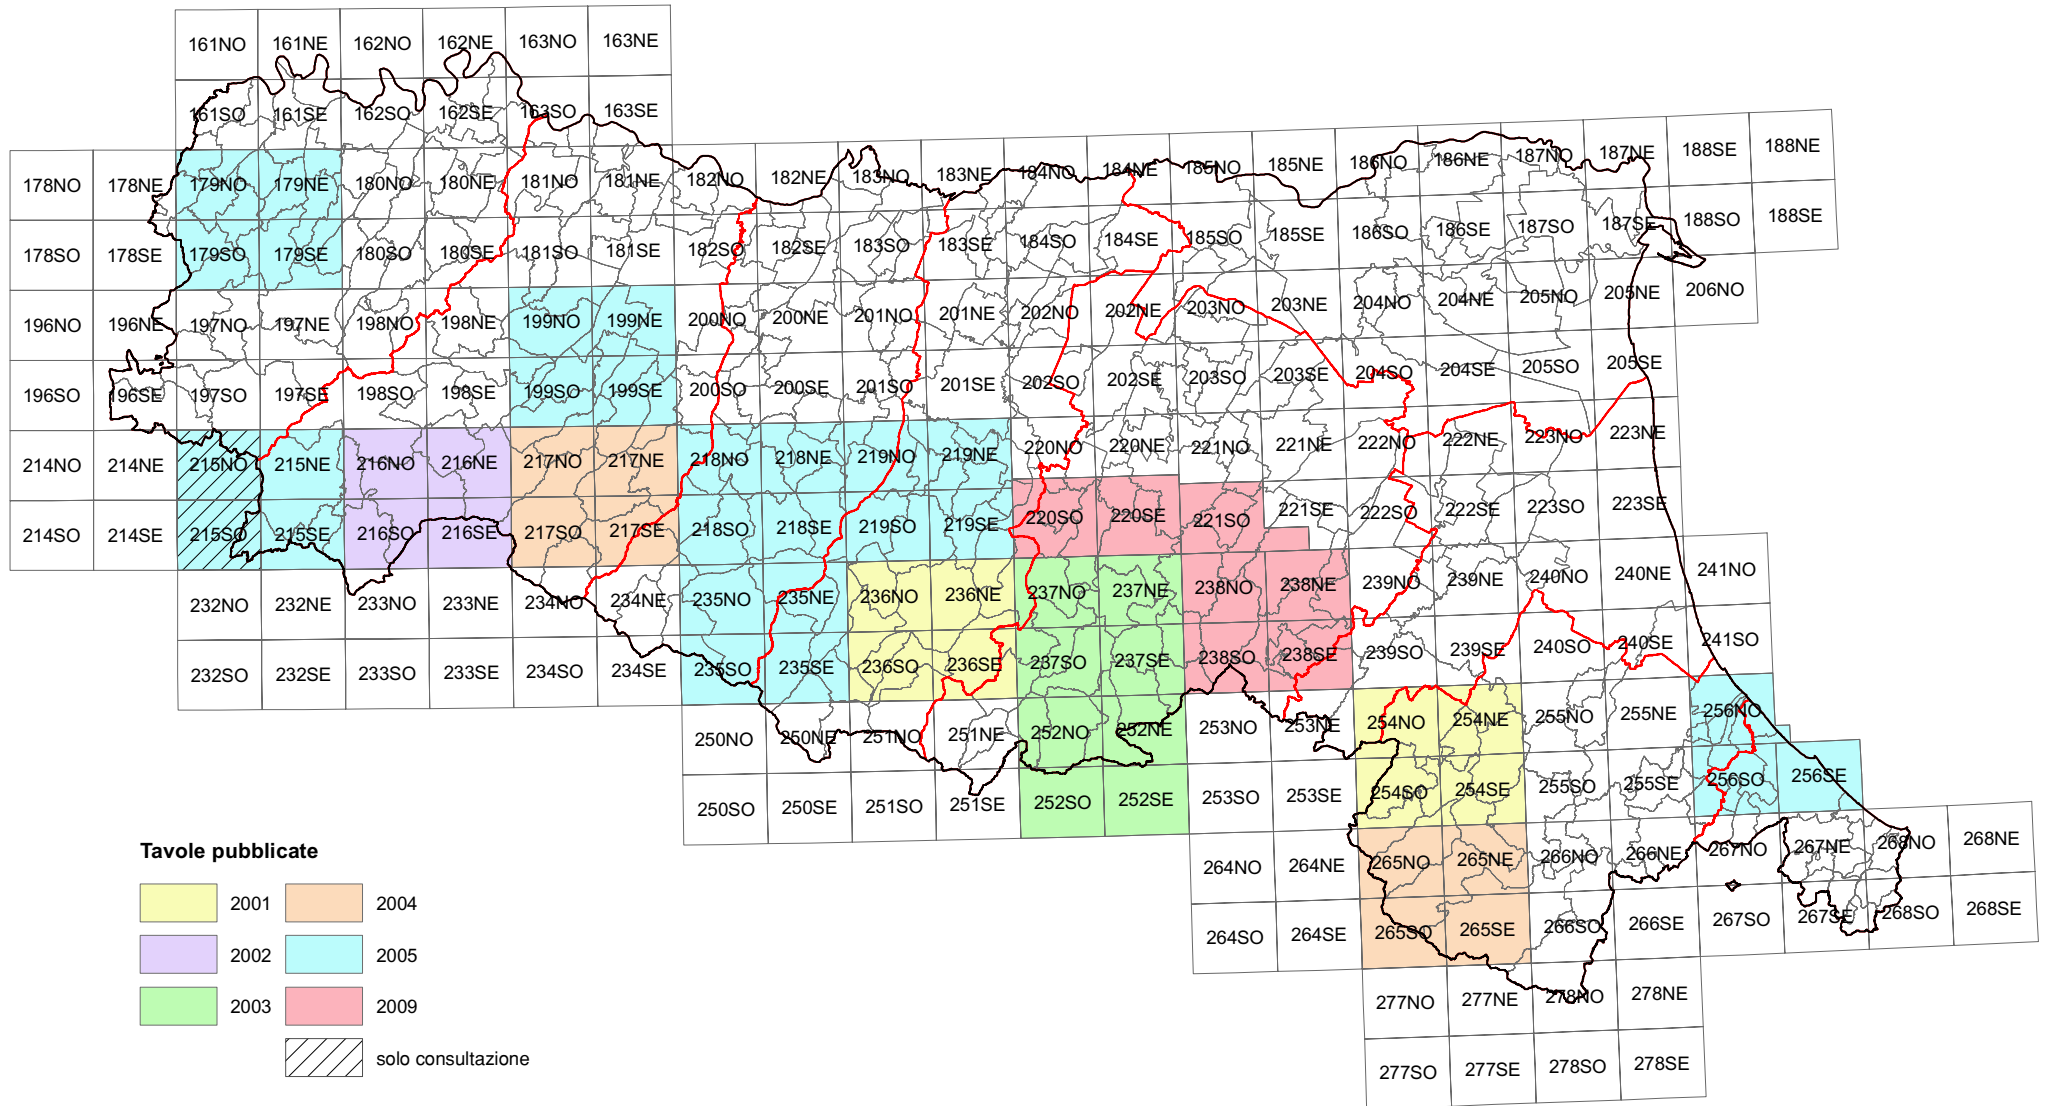 161NO 161NE 162NO 162NE 163NO 163NE
161SO 161SE 162SO 162SE 163SO 163SE
178NO 178NE 179NO 179NE 180NO 180NE 181NO 181NE 182NO 182NE 183NO 183NE 184NO 184NE 185NO 185NE 186NO 186NE 187NO 187NE 188SE 188NE
178SO 178SE 179SO 179SE 180SO 180SE 181SO 181SE 182SO 182SE 183SO 183SE 184SO 184SE 185SO 185SE 186SO 186SE 187SO 187SE 188SO 188SE
196NO 196NE 197NO 197NE 198NO 198NE 199NO 199NE 200NO 200NE 201NO 201NE 202NO 202NE 203NO 203NE 204NO 204NE 205NO 205NE 206NO
196SO 196SE 197SO 197SE 198SO 198SE 199SO 199SE 200SO 200SE 201SO 201SE 202SO 202SE 203SO 203SE 204SO 204SE 205SO 205SE
214NO 214NE 215NO 215NE 216NO 216NE 217NO 217NE 218NO 218NE 219NO 219NE 220NO 220NE 221NO 221NE 222NO 222NE 223NO 223NE
214SO 214SE 215SO 215SE 216SO 216SE 217SO 217SE 218SO 218SE 219SO 219SE 220SO 220SE 221SO 221SE 222SO 222SE 223SO 223SE
232NO 232NE 233NO 233NE 234NO 234NE 235NO 235NE 236NO 236NE 237NO 237NE 238NO 238NE 239NO 239NE 240NO 240NE 241NO
232SO 232SE 233SO 233SE 234SO 234SE 235SO 235SE 236SO 236SE 237SO 237SE 238SO 238SE 239SO 239SE 240SO 240SE 241SO
250NO 250NE 251NO 251NE 252NO 252NE 253NO 253NE 254NO 254NE 255NO 255NE 256NO
250SO 250SE 251SO 251SE 252SO 252SE 253SO 253SE 254SO 254SE 255SO 255SE 256SO 256SE
264NO 264NE 265NO 265NE 266NO 266NE 267NO 267NE 268NO 268NE
264SO 264SE 265SO 265SE 266SO 266SE 267SO 267SE 268SO 268SE
277NO 277NE 278NO 278NE
277SO 277SE 278SO 278SE
Tavole pubblicate
2001 2004
2002 2005
2003 2009
solo consultazione